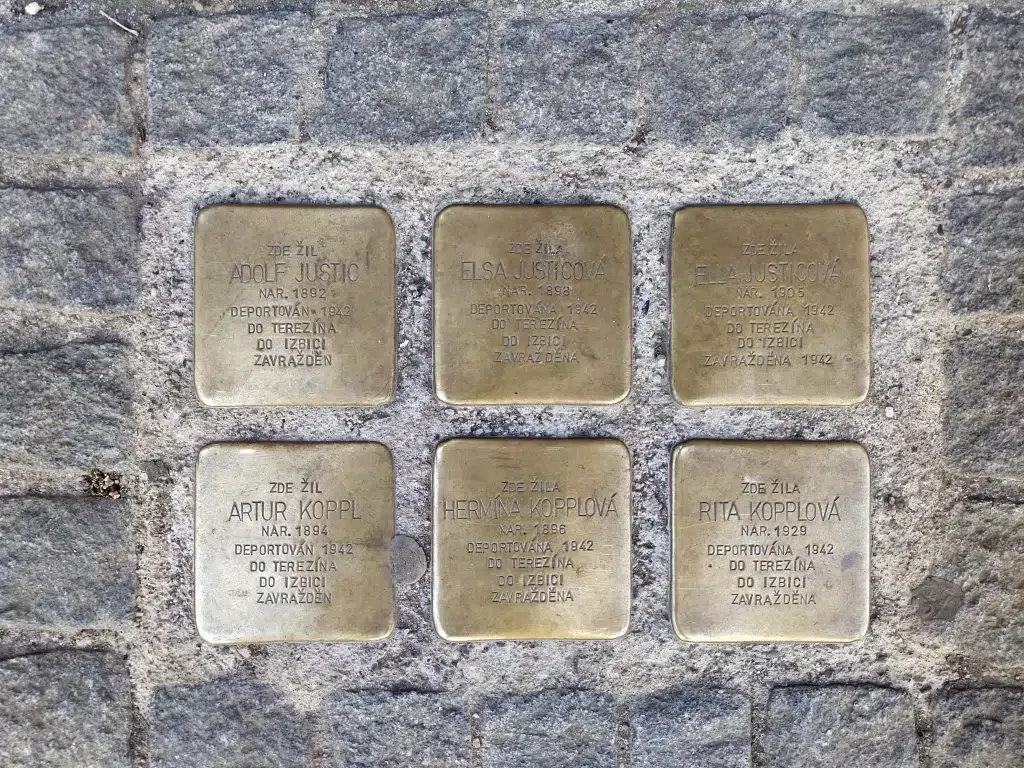 ZDE ŽIL
ADOLF JUSTIC
NAR. 1892
DEPORTOVÁN 1942
DO TEREZÍNA
DO IZBICI
ZAVRAŽDĚN
ZDE ŽILA
ELSA JUSTICOVÁ
NAR. 1898
DEPORTOVÁNA 1942
DO TEREZÍNA
DO IZBICI
ZAVRAŽDĚNA
ZDE ŽILA
ELLA JUSTICOVÁ
NAR. 1905
DEPORTOVÁNA 1942
DO TEREZÍNA
DO IZBICI
ZAVRAŽDĚNA 1942
ZDE ŽIL
ARTUR KOPPL
NAR. 1894
DEPORTOVÁN 1942
DO TEREZÍNA
DO IZBICI
ZAVRAŽDĚN
ZDE ŽILA
HERMÍNA KOPPLOVÁ
NAR. 1896
DEPORTOVÁNA 1942
DO TEREZÍNA
DO IZBICI
ZAVRAŽDĚNA
ZDE ŽILA
RITA KOPPLOVÁ
NAR. 1929
DEPORTOVÁNA 1942
DO TEREZÍNA
DO IZBICI
ZAVRAŽDĚNA